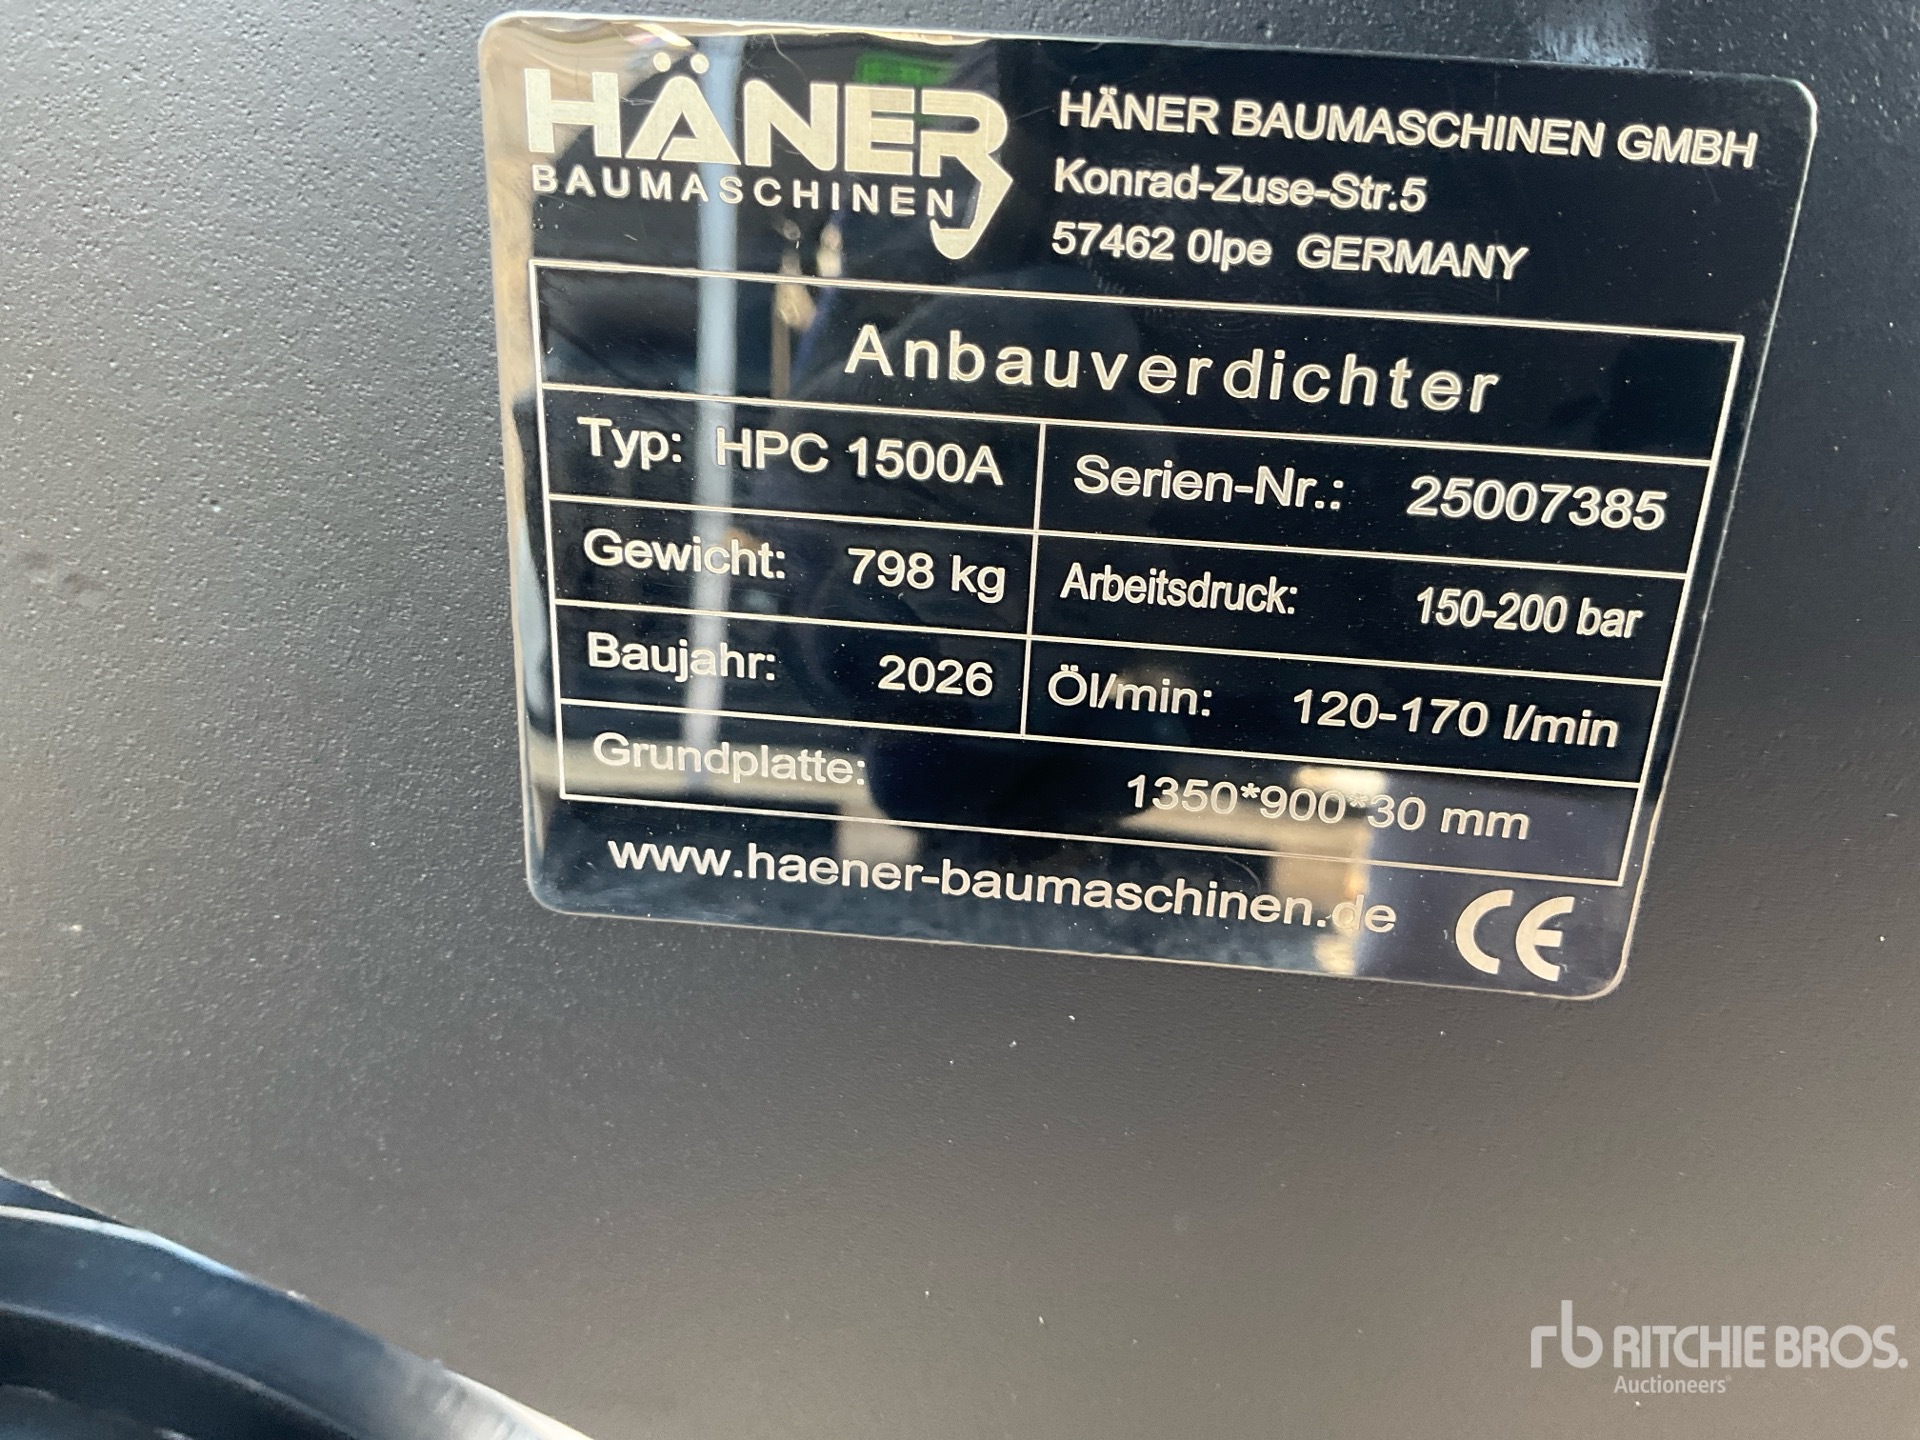 HÄNER
BAUMASCHINEN
HÄNER BAUMASCHINEN GMBH
Konrad-Zuse-Str.5
57462 Olpe GERMANY
Anbauverdichter
Typ: HPC 1500A
Serien-Nr.: 25007385
Gewicht: 798 kg
Arbeitsdruck: 150-200 bar
Baujahr: 2026
Öl/min: 120-170 l/min
Grundplatte: 1350*900*30 mm
www.haener-baumaschinen.de CE
rb RITCHIE BROS.
Auctioneers